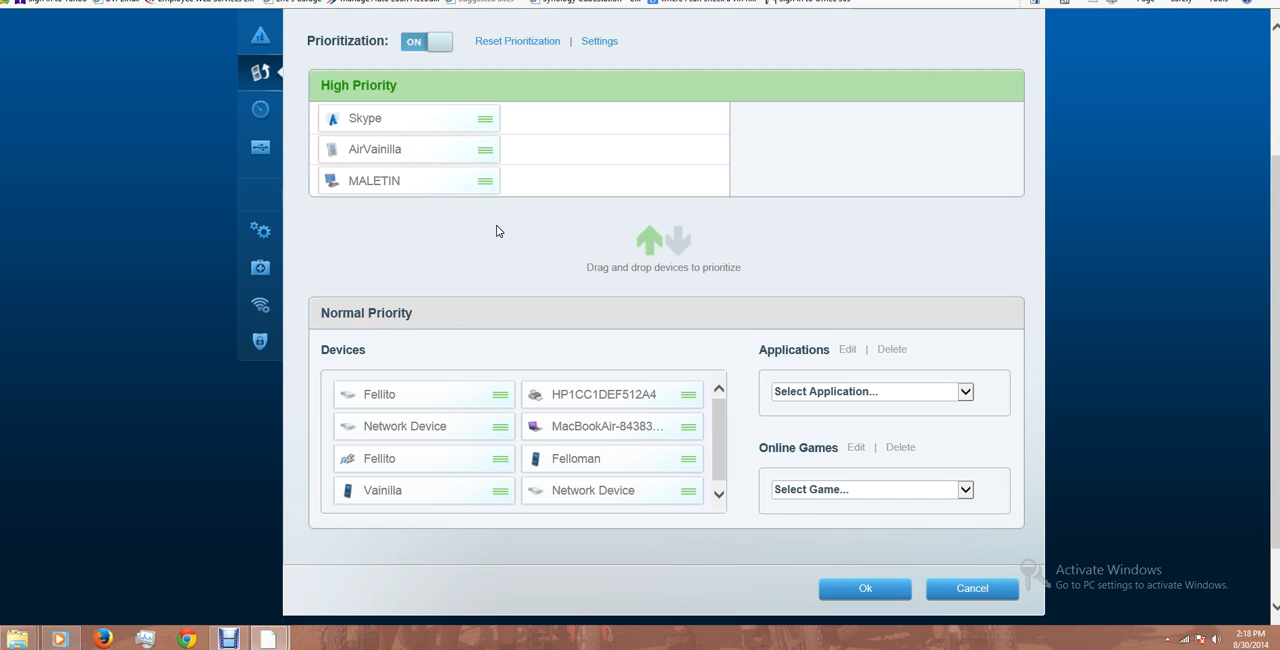 Prioritization: ON Reset Prioritization | Settings
High Priority
Skype
AirVainilla
MALETIN
Drag and drop devices to prioritize
Normal Priority
Devices
Applications Edit | Delete
Fellito HP1CC1DEF512A4
Select Application...
Network Device MacBookAir-84383...
Online Games Edit | Delete
Fellito Felloman
Vainilla Network Device
Select Game...
Activate Windows
Go to PC settings to activate Windows.
Ok Cancel
2:18 PM
8/30/2014